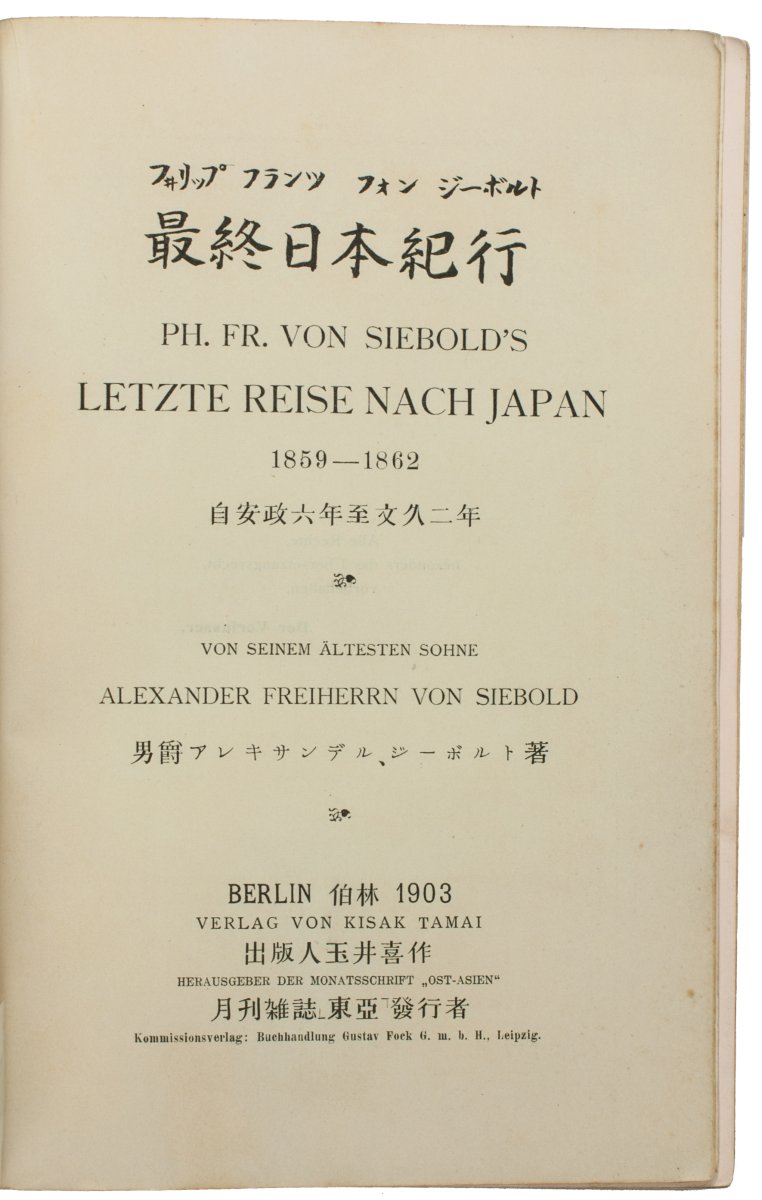 フヰリップ フランツ フォン ジーボルト
最終日本紀行
PH. FR. VON SIEBOLD'S
LETZTE REISE NACH JAPAN
1859—1862
自安政六年至文久二年
VON SEINEM ÄLTESTEN SOHNE
ALEXANDER FREIHERRN VON SIEBOLD
男爵アレキサンデル、ジーボルト著
BERLIN 伯林 1903
VERLAG VON KISAK TAMAI
出版人玉井喜作
HERAUSGEBER DER MONATSSCHRIFT „OST-ASIEN“
月刊雑誌」東亞「發行者
Kommissionsverlag: Buchhandlung Gustav Fock G. m. b. H., Leipzig.